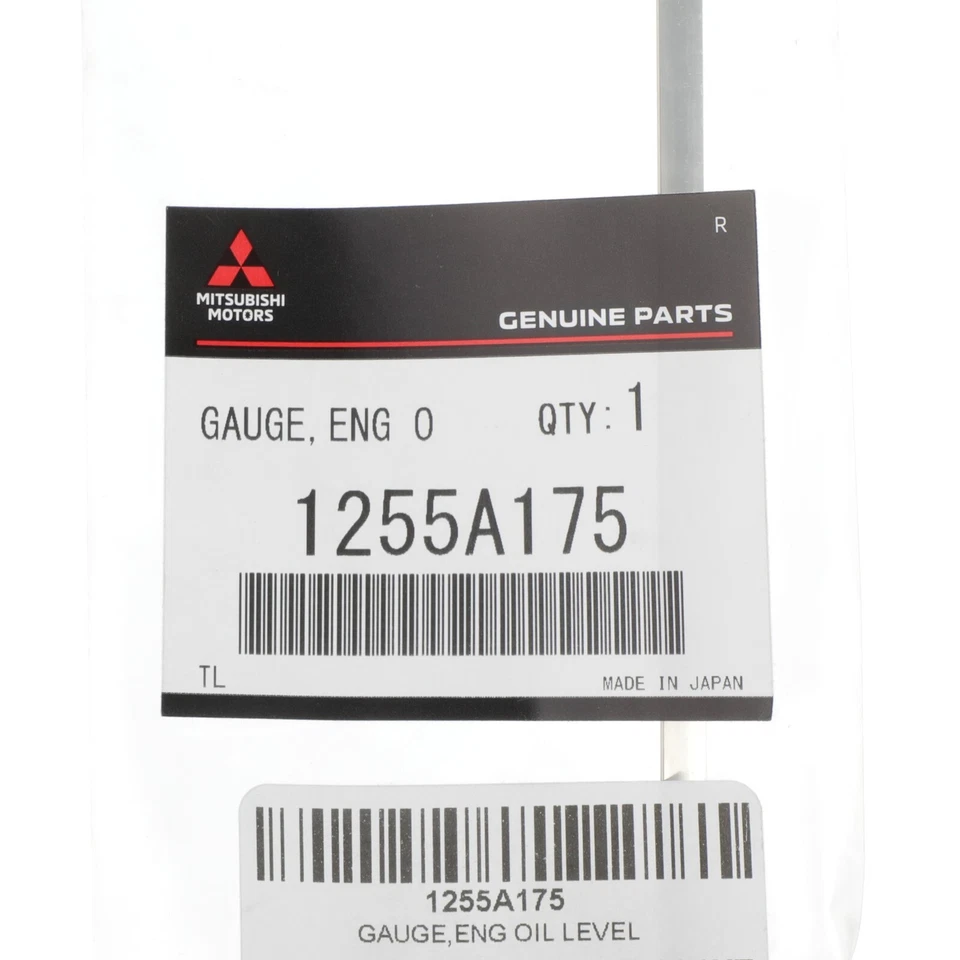 R
MITSUBISHI
MOTORS
GENUINE PARTS
GAUGE, ENG O QTY: 1
1255A175
TL MADE IN JAPAN
1255A175
GAUGE,ENG OIL LEVEL